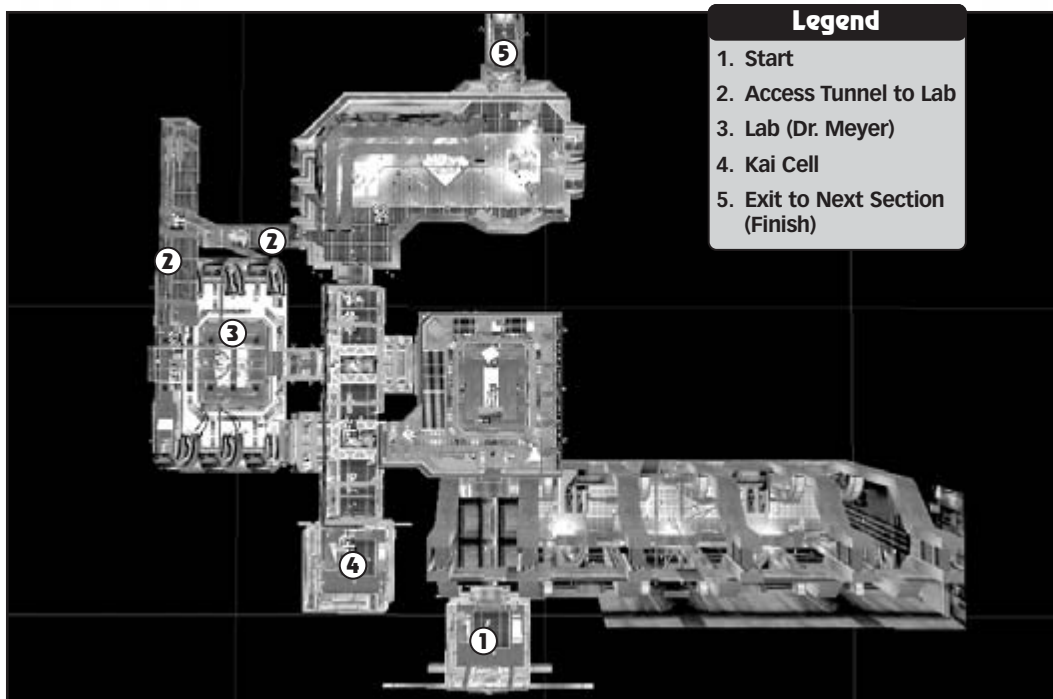 Legend
1. Start
2. Access Tunnel to Lab
3. Lab (Dr. Meyer)
4. Kai Cell
5. Exit to Next Section
(Finish)
5
2
2
3
4
1